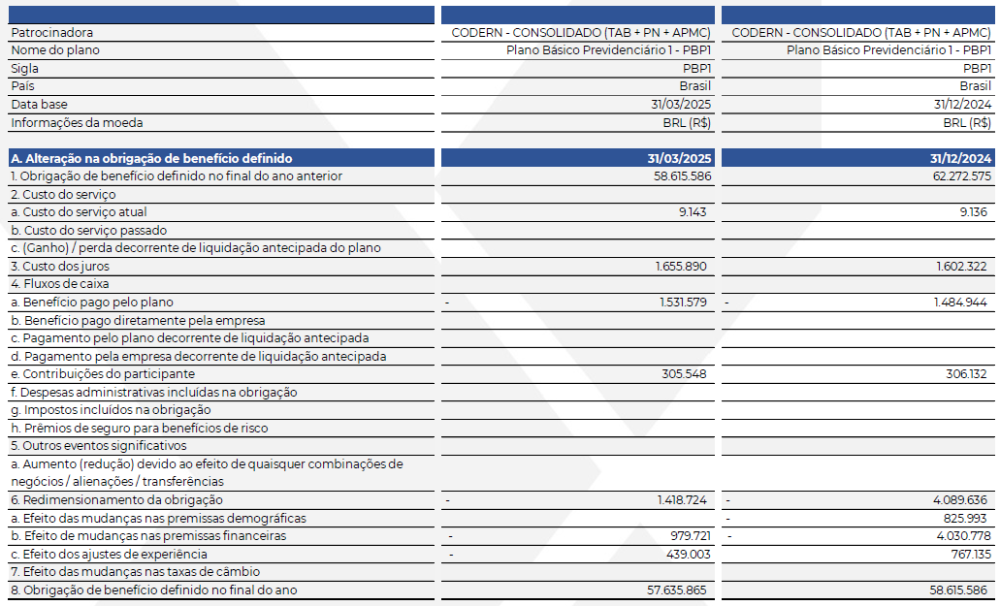 Patrocinadora CODERN - CONSOLIDADO (TAB + PN + APMC) CODERN - CONSOLIDADO (TAB + PN + APMC)
Nome do plano Plano Básico Previdenciário 1 - PBP1 Plano Básico Previdenciário 1 - PBP1
Sigla PBP1 PBP1
País Brasil Brasil
Data base 31/03/2025 31/12/2024
Informações da moeda BRL (R$) BRL (R$)
A. Alteração na obrigação de benefício definido 31/03/2025 31/12/2024
1. Obrigação de benefício definido no final do ano anterior 58.615.586 62.272.575
2. Custo do serviço
a. Custo do serviço atual 9.143 9.136
b. Custo do serviço passado
c. (Ganho) / perda decorrente de liquidação antecipada do plano
3. Custo dos juros 1.655.890 1.602.322
4. Fluxos de caixa
a. Benefício pago pelo plano - 1.531.579 - 1.484.944
b. Benefício pago diretamente pela empresa
c. Pagamento pelo plano decorrente de liquidação antecipada
d. Pagamento pela empresa decorrente de liquidação antecipada
e. Contribuições do participante 305.548 306.132
f. Despesas administrativas incluídas na obrigação
g. Impostos incluídos na obrigação
h. Prêmios de seguro para benefícios de risco
5. Outros eventos significativos
a. Aumento (redução) devido ao efeito de quaisquer combinações de
negócios / alienações / transferências
6. Redimensionamento da obrigação - 1.418.724 - 4.089.636
a. Efeito das mudanças nas premissas demográficas - 825.993
b. Efeito de mudanças nas premissas financeiras - 979.721 - 4.030.778
c. Efeito dos ajustes de experiência - 439.003 767.135
7. Efeito das mudanças nas taxas de câmbio
8. Obrigação de benefício definido no final do ano 57.635.865 58.615.586